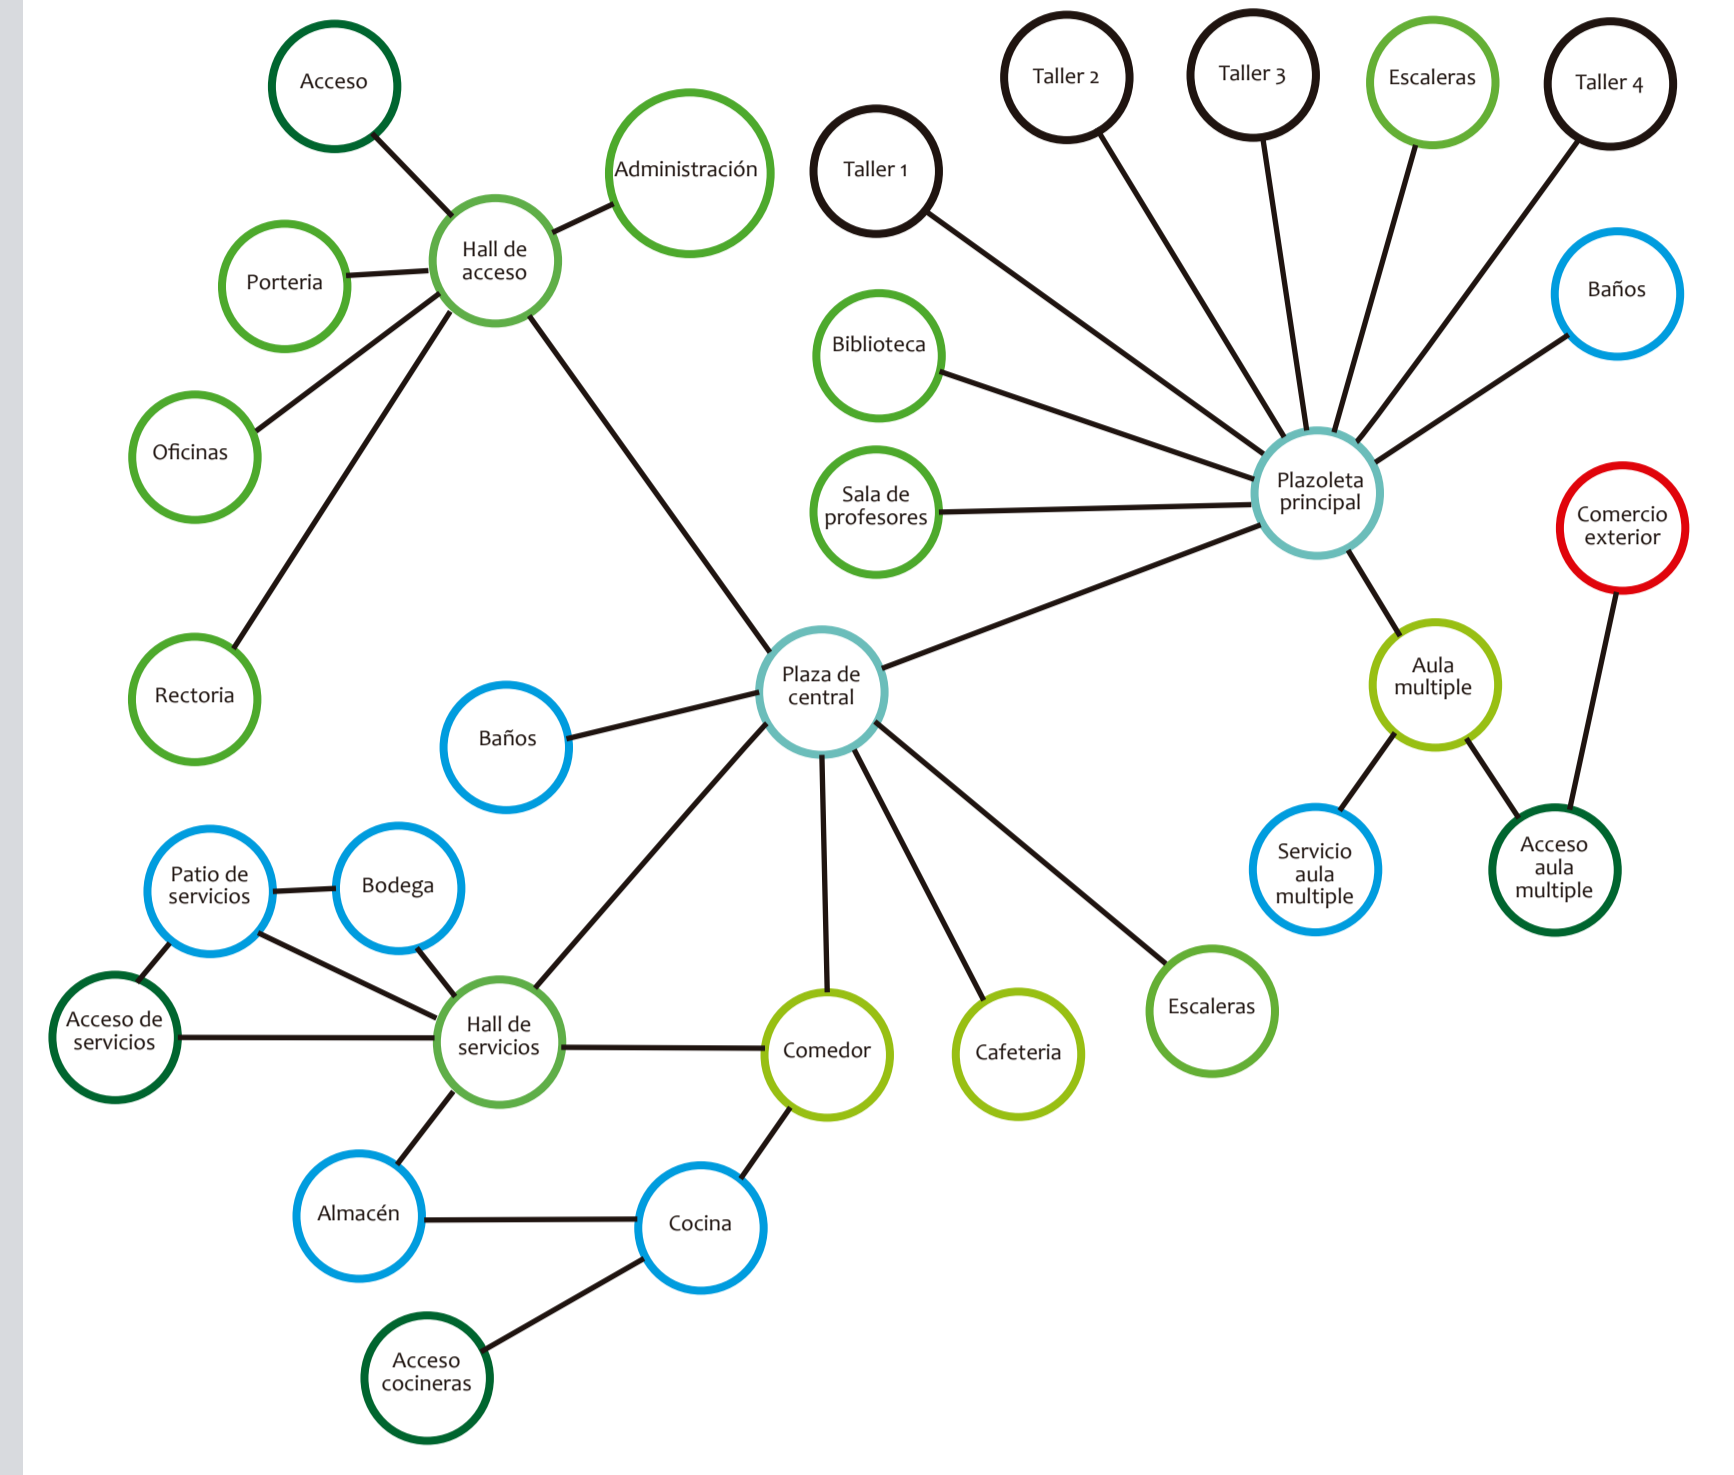 Acceso
Administración
Hall de
acceso
Porteria
Oficinas
Rectoria
Taller 1
Taller 2
Taller 3
Escaleras
Taller 4
Baños
Biblioteca
Sala de
profesores
Plazoleta
principal
Comercio
exterior
Aula
multiple
Servicio
aula
multiple
Acceso
aula
multiple
Plaza de
central
Baños
Patio de
servicios
Bodega
Acceso de
servicios
Hall de
servicios
Comedor
Cafeteria
Escaleras
Almacén
Cocina
Acceso
cocineras